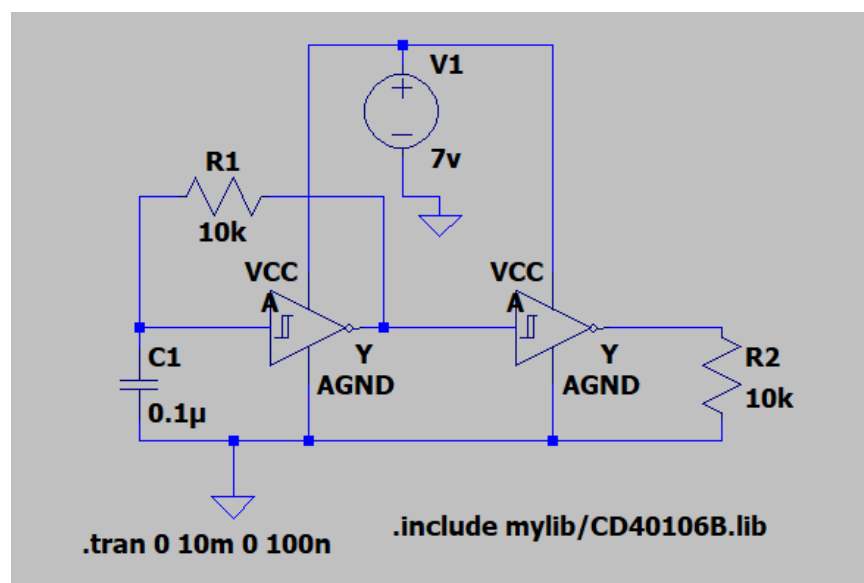 V1
7v
R1
10k
VCC
A
Y
AGND
VCC
A
Y
AGND
C1
0.1µ
R2
10k
.tran 0 10m 0 100n
.include mylib/CD40106B.lib